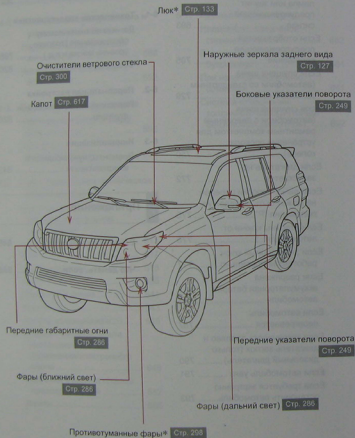 Люк* Стр. 133
Наружные зеркала заднего вида
Стр. 127
Очистители ветрового стекла
Стр. 300
Боковые указатели поворота
Стр. 249
Капот Стр. 617
Передние габаритные огни
Стр. 286
Передние указатели поворота
Стр. 249
Фары (ближний свет)
Стр. 286
Фары (дальний свет) Стр. 286
Противотуманные фары* Стр. 298